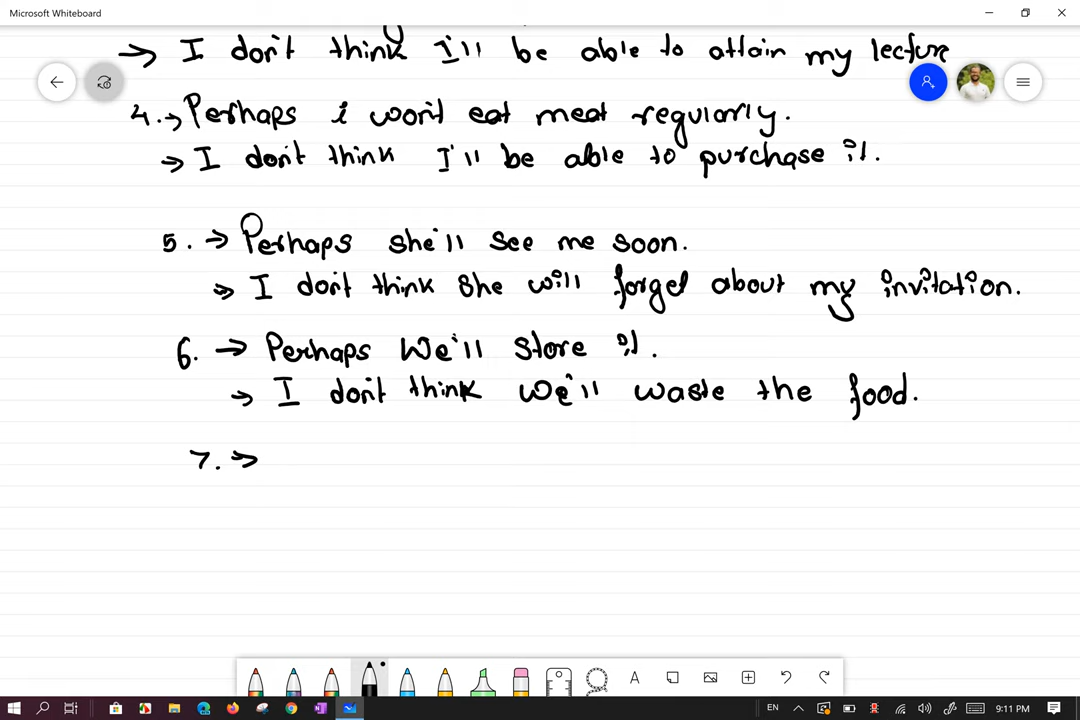 Microsoft Whiteboard
→ I don't think I'll be able to attain my lecture
4. → Perhaps i won't eat meat regularly.
→ I don't think I'll be able to purchase it.
5. → Perhaps she'll see me soon.
→ I don't think she will forget about my invitation.
6. → Perhaps We'll store it.
→ I don't think We'll waste the food.
7. →
A
EN 9:11 PM